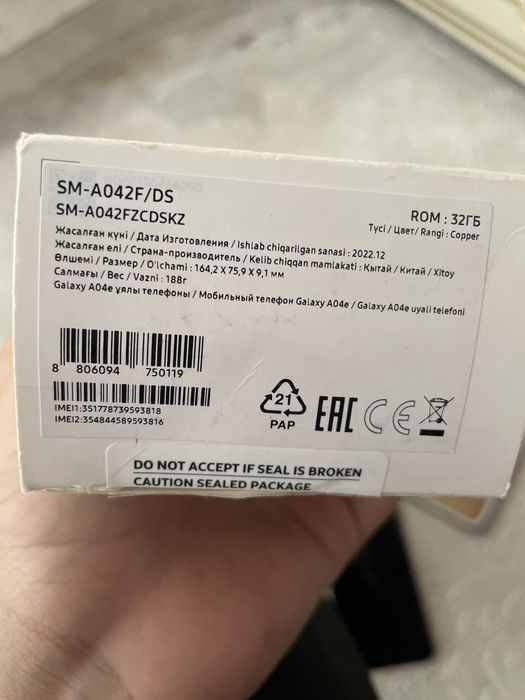 SM-A042F/DS
SM-A042FZCDSKZ
ROM : 32ГБ
Түсі / Цвет/ Rangi : Copper
Жасалған күні / Дата Изготовления / Ishlab chiqarilgan sanasi : 2022.12
Жасалған елі / Страна-производитель / Kelib chiqqan mamlakati : Қытай / Китай / Xitoy
Өлшемі / Размер / O'lchami : 164,2 X 75,9 X 9,1 мм
Салмағы / Вес / Vazni : 188г
Galaxy A04e ұялы телефоны / Мобильный телефон Galaxy A04e / Galaxy A04e uyali telefoni
8 806094 750119
IMEI1:351778739593818
IMEI2:354844589593816
21
PAP
EAC
CE
DO NOT ACCEPT IF SEAL IS BROKEN
CAUTION SEALED PACKAGE